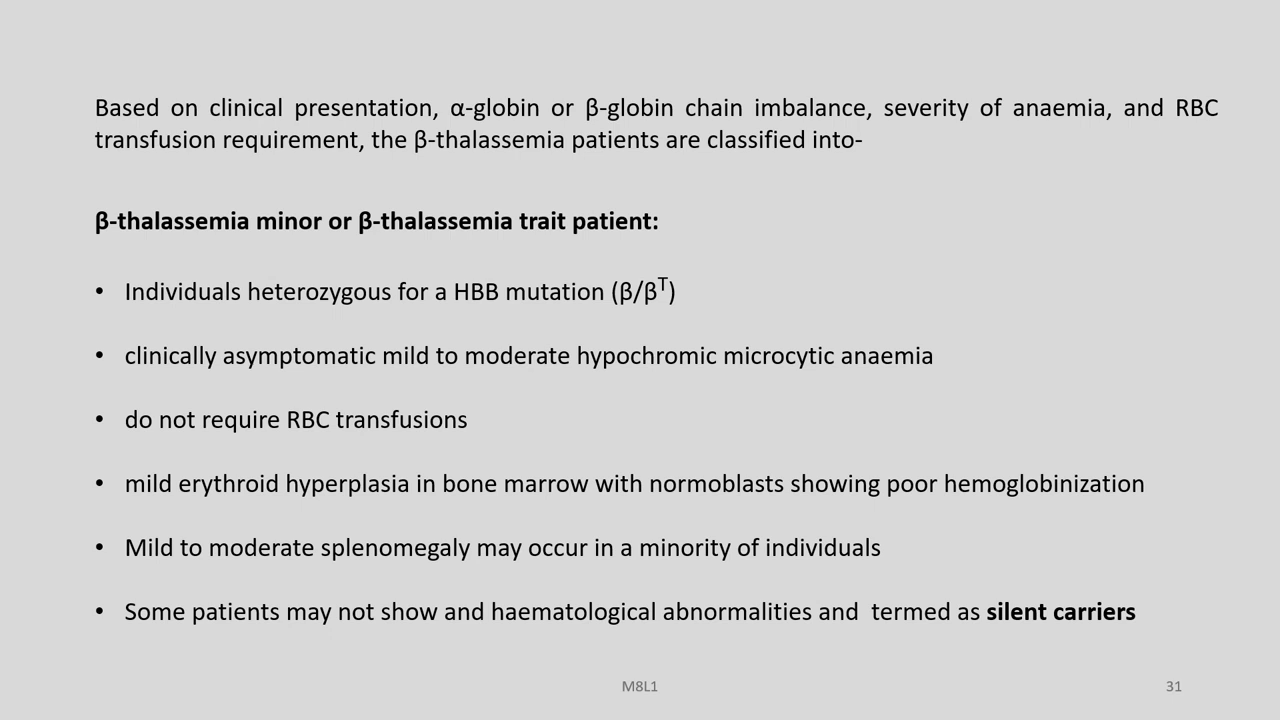 Based on clinical presentation, α-globin or β-globin chain imbalance, severity of anaemia, and RBC
transfusion requirement, the β-thalassemia patients are classified into-
β-thalassemia minor or β-thalassemia trait patient:
• Individuals heterozygous for a HBB mutation (β/βᵀ)
• clinically asymptomatic mild to moderate hypochromic microcytic anaemia
• do not require RBC transfusions
• mild erythroid hyperplasia in bone marrow with normoblasts showing poor hemoglobinization
• Mild to moderate splenomegaly may occur in a minority of individuals
• Some patients may not show and haematological abnormalities and  termed as silent carriers
M8L1
31